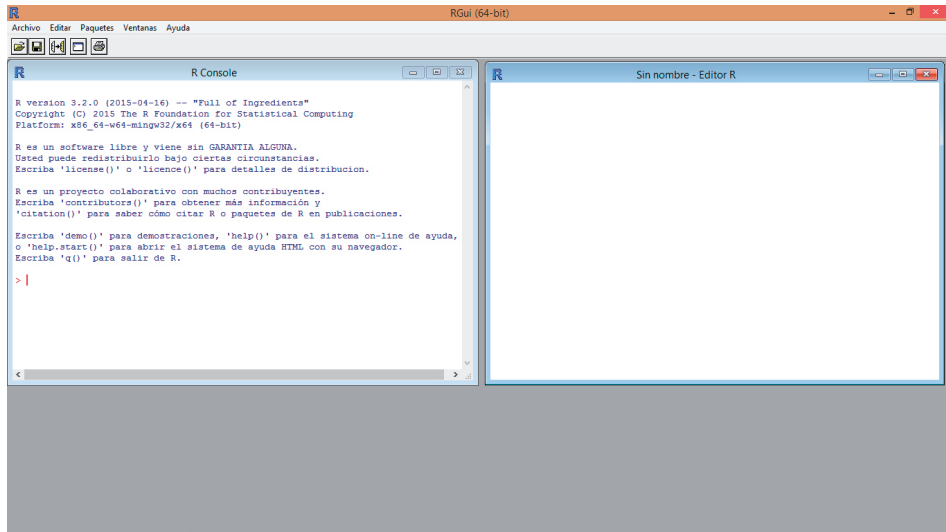 RGui (64-bit)
Archivo Editar Paquetes Ventanas Ayuda
R Console
R version 3.2.0 (2015-04-16) -- "Full of Ingredients"
Copyright (C) 2015 The R Foundation for Statistical Computing
Platform: x86_64-w64-mingw32/x64 (64-bit)
R es un software libre y viene sin GARANTIA ALGUNA.
Usted puede redistribuirlo bajo ciertas circunstancias.
Escriba 'license()' o 'licence()' para detalles de distribucion.
R es un proyecto colaborativo con muchos contribuyentes.
Escriba 'contributors()' para obtener más información y
'citation()' para saber cómo citar R o paquetes de R en publicaciones.
Escriba 'demo()' para demostraciones, 'help()' para el sistema on-line de ayuda,
o 'help.start()' para abrir el sistema de ayuda HTML con su navegador.
Escriba 'q()' para salir de R.
>
Sin nombre - Editor R